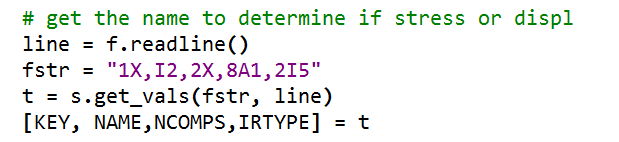 # get the name to determine if stress or displ
line = f.readline()
fstr = "1X,I2,2X,8A1,2I5"
t = s.get_vals(fstr, line)
[KEY, NAME,NCOMPS,IRTYPE] = t